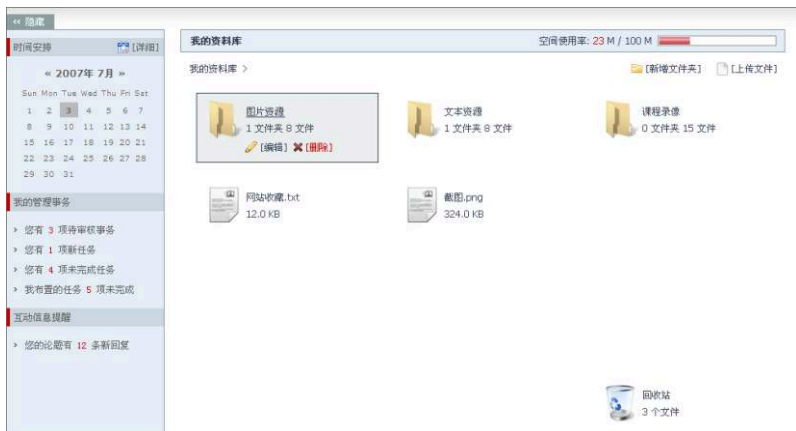 « 隐藏
时间安排 [详细]
« 2007年 7月 »
Sun Mon Tue Wed Thu Fri Sat
1 2 3 4 5 6 7
8 9 10 11 12 13 14
15 16 17 18 19 20 21
22 23 24 25 26 27 28
29 30 31
我的管理事务
› 您有 3 项待审核事务
› 您有 1 项新任务
› 您有 4 项未完成任务
› 我布置的任务 5 项未完成
互动信息提醒
› 您的论题有 12 条新回复
我的资料库 空间使用率: 23 M / 100 M
我的资料库 › [新增文件夹] [上传文件]
图片资源
1 文件夹 8 文件
[编辑] [删除]
文本资源
1 文件夹 8 文件
课程录像
0 文件夹 15 文件
网站收藏.txt
12.0 KB
截图.png
324.0 KB
回收站
3 个文件